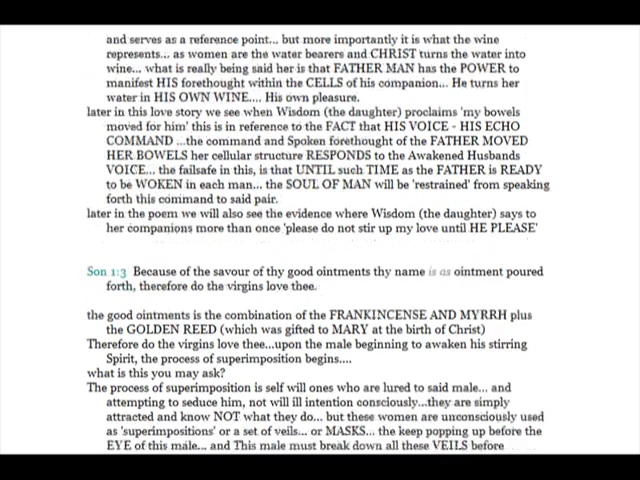 and serves as a reference point... but more importantly it is what the wine
represents... as women are the water bearers and CHRIST turns the water into
wine... what is really being said her is that FATHER MAN has the POWER to
manifest HIS forethought within the CELLS of his companion... He turns her
water in HIS OWN WINE.... His own pleasure.
later in this love story we see when Wisdom (the daughter) proclaims 'my bowels
moved for him' this is in reference to the FACT that HIS VOICE - HIS ECHO
COMMAND ...the command and Spoken forethought of the FATHER MOVED
HER BOWELS her cellular structure RESPONDS to the Awakened Husbands
VOICE... the failsafe in this, is that UNTIL such TIME as the FATHER is READY
to be WOKEN in each man... the SOUL OF MAN will be 'restrained' from speaking
forth this command to said pair.
later in the poem we will also see the evidence where Wisdom (the daughter) says to
her companions more than once 'please do not stir up my love until HE PLEASE'
Son 1:3 Because of the savour of thy good ointments thy name is as ointment poured
forth, therefore do the virgins love thee.
the good ointments is the combination of the FRANKINCENSE AND MYRRH plus
the GOLDEN REED (which was gifted to MARY at the birth of Christ)
Therefore do the virgins love thee...upon the male beginning to awaken his stirring
Spirit, the process of superimposition begins....
what is this you may ask?
The process of superimposition is self will ones who are lured to said male... and
attempting to seduce him, not will ill intention consciously...they are simply
attracted and know NOT what they do... but these women are unconsciously used
as 'superimpositions' or a set of veils... or MASKS... the keep popping up before the
EYE of this male... and This male must break down all these VEILS before